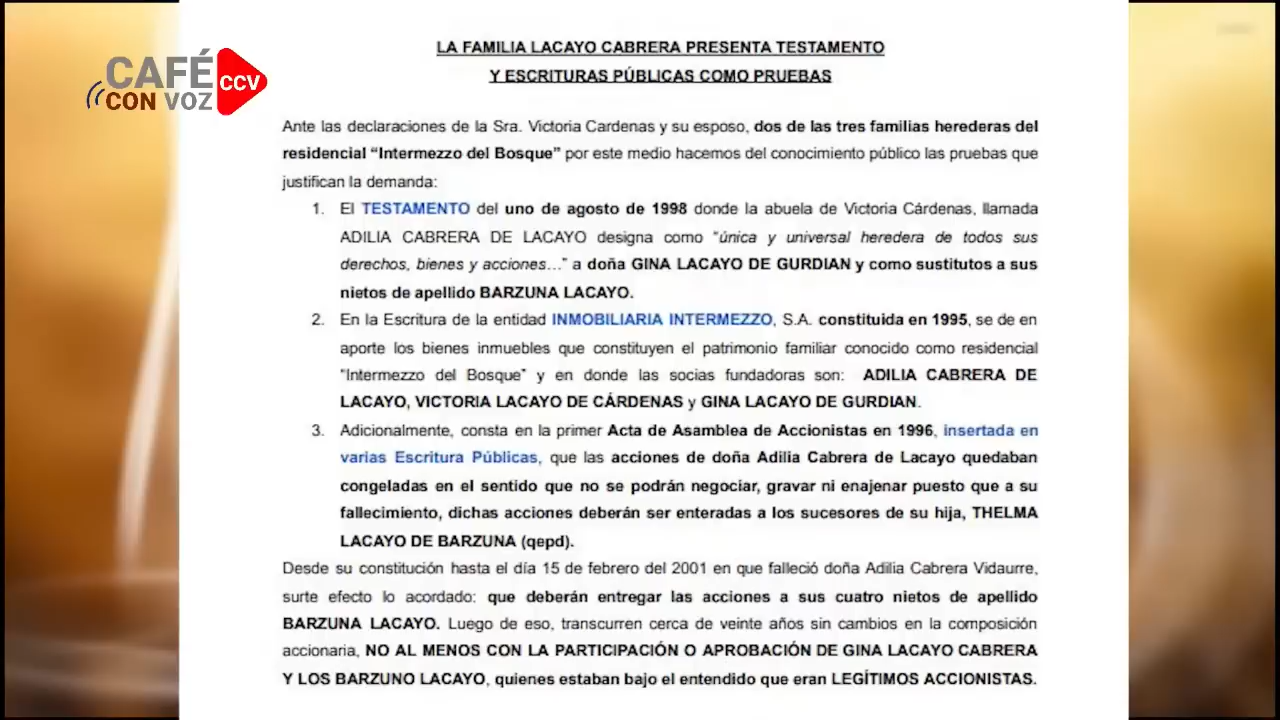 CAFÉ
CON VOZ
CCV
LA FAMILIA LACAYO CABRERA PRESENTA TESTAMENTO
Y ESCRITURAS PÚBLICAS COMO PRUEBAS
Ante las declaraciones de la Sra. Victoria Cardenas y su esposo, dos de las tres familias herederas del
residencial “Intermezzo del Bosque” por este medio hacemos del conocimiento público las pruebas que
justifican la demanda:
1. El TESTAMENTO del uno de agosto de 1998 donde la abuela de Victoria Cárdenas, llamada
ADILIA CABRERA DE LACAYO designa como “única y universal heredera de todos sus
derechos, bienes y acciones…” a doña GINA LACAYO DE GURDIAN y como sustitutos a sus
nietos de apellido BARZUNA LACAYO.
2. En la Escritura de la entidad INMOBILIARIA INTERMEZZO, S.A. constituida en 1995, se de en
aporte los bienes inmuebles que constituyen el patrimonio familiar conocido como residencial
“Intermezzo del Bosque” y en donde las socias fundadoras son: ADILIA CABRERA DE
LACAYO, VICTORIA LACAYO DE CÁRDENAS y GINA LACAYO DE GURDIAN.
3. Adicionalmente, consta en la primer Acta de Asamblea de Accionistas en 1996, insertada en
varias Escritura Públicas, que las acciones de doña Adilia Cabrera de Lacayo quedaban
congeladas en el sentido que no se podrán negociar, gravar ni enajenar puesto que a su
fallecimiento, dichas acciones deberán ser enteradas a los sucesores de su hija, THELMA
LACAYO DE BARZUNA (qepd).
Desde su constitución hasta el día 15 de febrero del 2001 en que falleció doña Adilia Cabrera Vidaurre,
surte efecto lo acordado: que deberán entregar las acciones a sus cuatro nietos de apellido
BARZUNA LACAYO. Luego de eso, transcurren cerca de veinte años sin cambios en la composición
accionaria, NO AL MENOS CON LA PARTICIPACIÓN O APROBACIÓN DE GINA LACAYO CABRERA
Y LOS BARZUNO LACAYO, quienes estaban bajo el entendido que eran LEGÍTIMOS ACCIONISTAS.